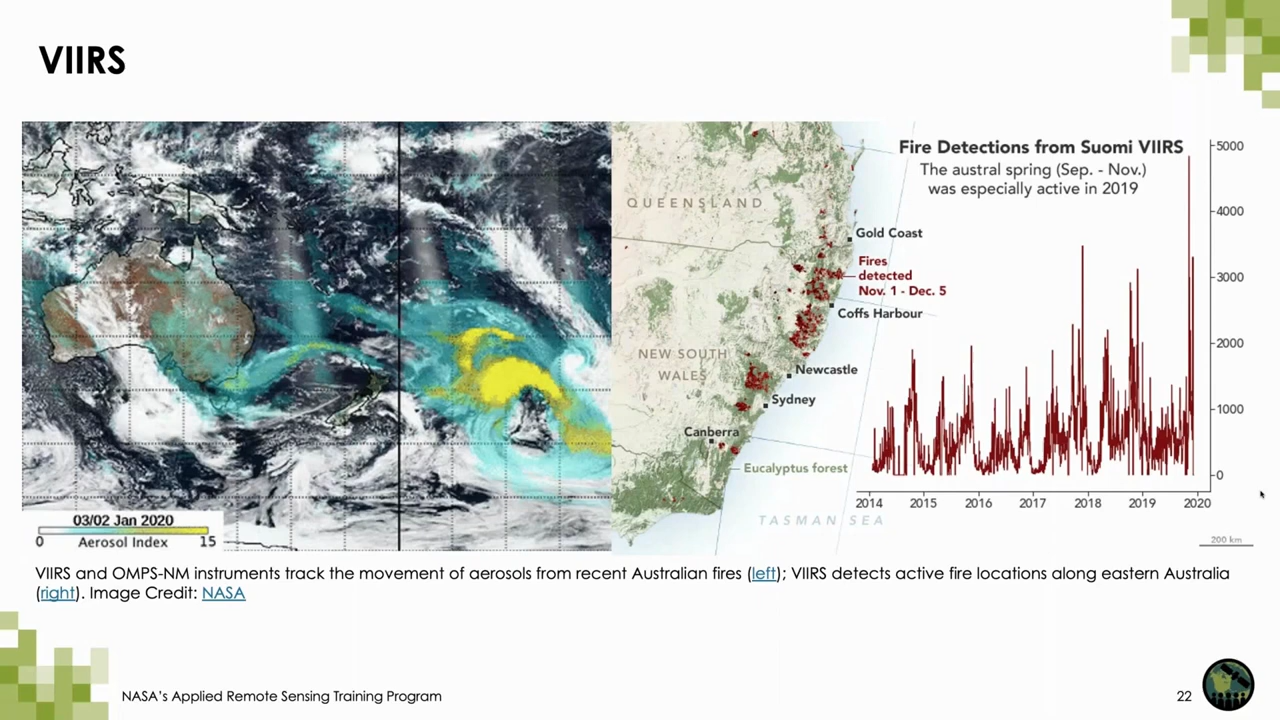 VIIRS
Fire Detections from Suomi VIIRS
The austral spring (Sep. - Nov.)
was especially active in 2019
5000
4000
3000
2000
1000
0
2014 2015 2016 2017 2018 2019 2020
QUEENSLAND
Gold Coast
Fires
detected
Nov. 1 - Dec. 5
Coffs Harbour
NEW SOUTH
WALES
Newcastle
Sydney
Canberra
Eucalyptus forest
TASMAN SEA
200 km
03/02 Jan 2020
0 Aerosol Index 15
VIIRS and OMPS-NM instruments track the movement of aerosols from recent Australian fires (left); VIIRS detects active fire locations along eastern Australia
(right). Image Credit: NASA
NASA's Applied Remote Sensing Training Program
22